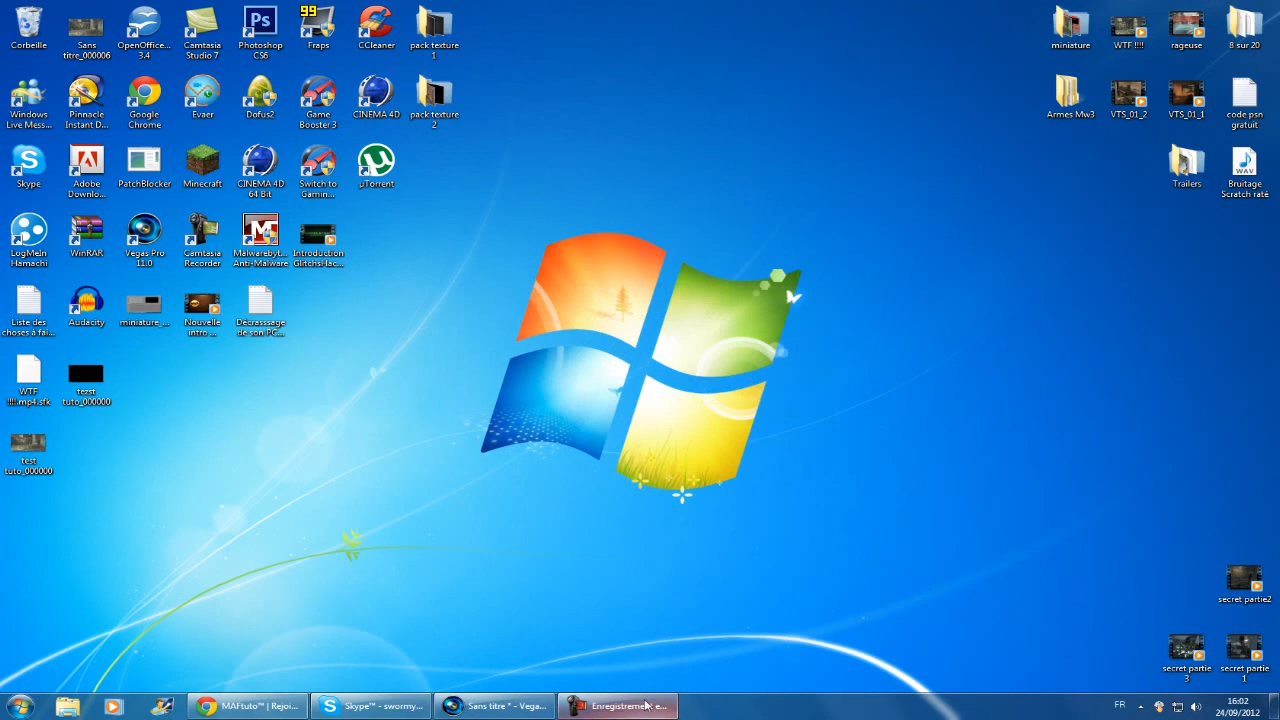 Corbeille
Sans
titre_000006
OpenOffice...
3.4
Camtasia
Studio 7
Ps
Photoshop
CS6
99
Fraps
CCleaner
pack texture
1
miniature
WTF !!!!
rageuse
8 sur 20
Windows
Live Mess...
Pinnacle
Instant D...
Google
Chrome
Evaer
Dofus2
Game
Booster 3
CINEMA 4D
pack texture
2
Armes Mw3
VTS_01_2
VTS_01_1
code psn
gratuit
Skype
Adobe
Downlo...
PatchBlocker
Minecraft
CINEMA 4D
64 Bit
Switch to
Gamin...
µTorrent
Trailers
WAV
Bruitage
Scratch raté
LogMeIn
Hamachi
WinRAR
Vegas Pro
11.0
Camtasia
Recorder
Malwarebyt...
Anti-Malware
Introduction
GlitchsHac...
Liste des
choses à fai...
Audacity
miniature_...
Nouvelle
intro ...
Décrasssage
de son PC...
WTF
!!!!.mp4.sfk
tezst
tuto_000000
test
tuto_000000
secret partie2
secret partie
3
secret partie
1
MAFtuto™ | Rejoi...
Skype™ - swormy...
Sans titre * - Vega...
Enregistrement e...
FR
16:02
24/09/2012